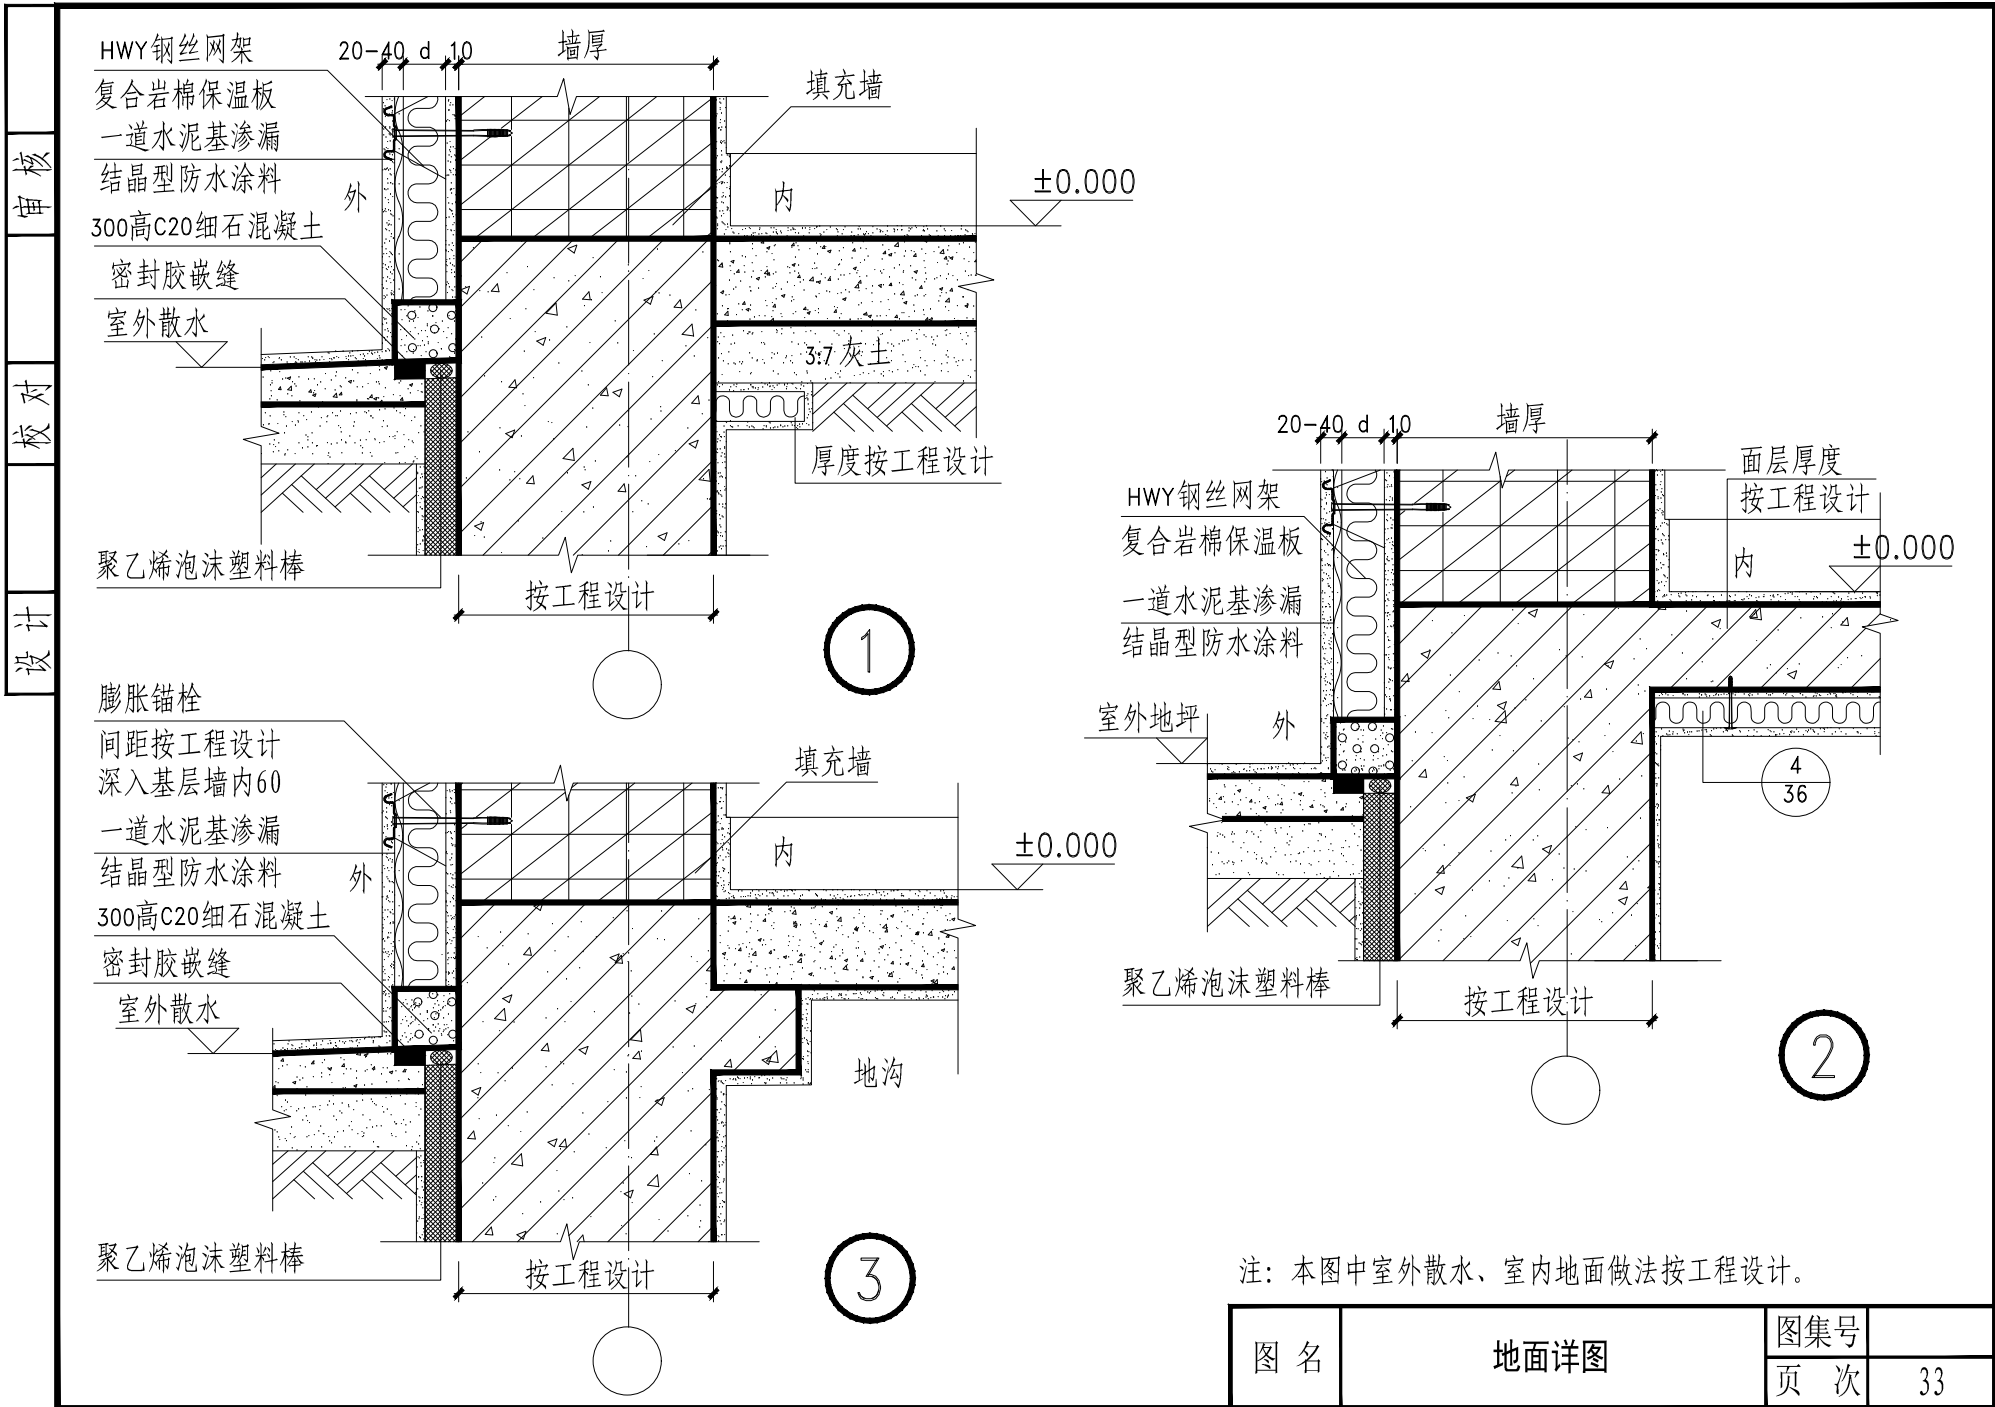 审 核
校 对
设 计
HWY钢丝网架
复合岩棉保温板
一道水泥基渗漏
结晶型防水涂料
300高C20细石混凝土
密封胶嵌缝
室外散水
聚乙烯泡沫塑料棒
20-40 d 10
墙厚
填充墙
外
内
±0.000
3:7灰土
厚度按工程设计
按工程设计
1
20-40 d 10
墙厚
面层厚度
按工程设计
HWY钢丝网架
复合岩棉保温板
一道水泥基渗漏
结晶型防水涂料
室外地坪
外
内
±0.000
4
36
聚乙烯泡沫塑料棒
按工程设计
2
膨胀锚栓
间距按工程设计
深入基层墙内60
一道水泥基渗漏
结晶型防水涂料
300高C20细石混凝土
密封胶嵌缝
室外散水
聚乙烯泡沫塑料棒
填充墙
外
内
±0.000
地沟
按工程设计
3
注：本图中室外散水、室内地面做法按工程设计。
图 名
地面详图
图集号
页 次
33